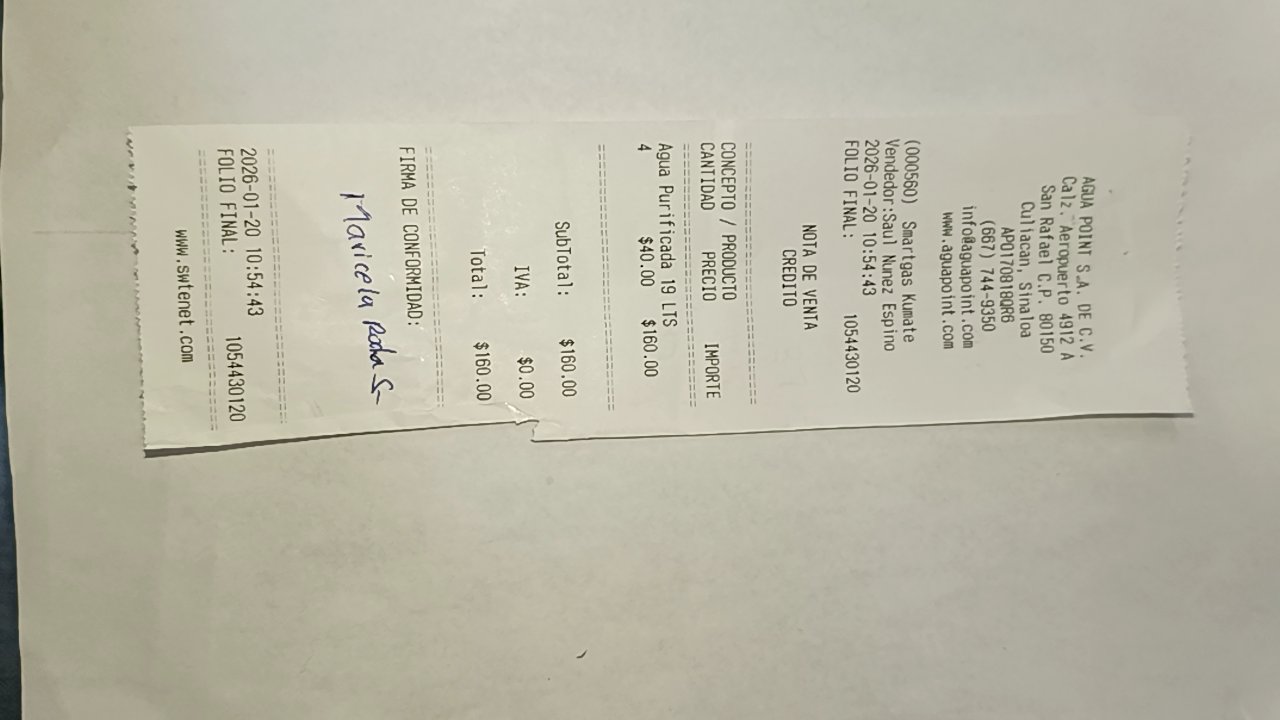 AGUA POINT S.A. DE C.V.
Calz. Aeropuerto 4912 A
San Rafael C.P. 80150
Culiacan, Sinaloa
APO170818QR6
(667) 744-9350
info@aguapoint.com
www.aguapoint.com
(000560) Smartgas Kumate
Vendedor:Saul Nunez Espino
2026-01-20 10:54:43
FOLIO FINAL: 1054430120
NOTA DE VENTA
CREDITO
CONCEPTO / PRODUCTO
CANTIDAD PRECIO IMPORTE
Agua Purificada 19 LTS
4 $40.00 $160.00
SubTotal: $160.00
IVA: $0.00
Total: $160.00
FIRMA DE CONFORMIDAD:
2026-01-20 10:54:43
FOLIO FINAL: 1054430120
www.swtenet.com